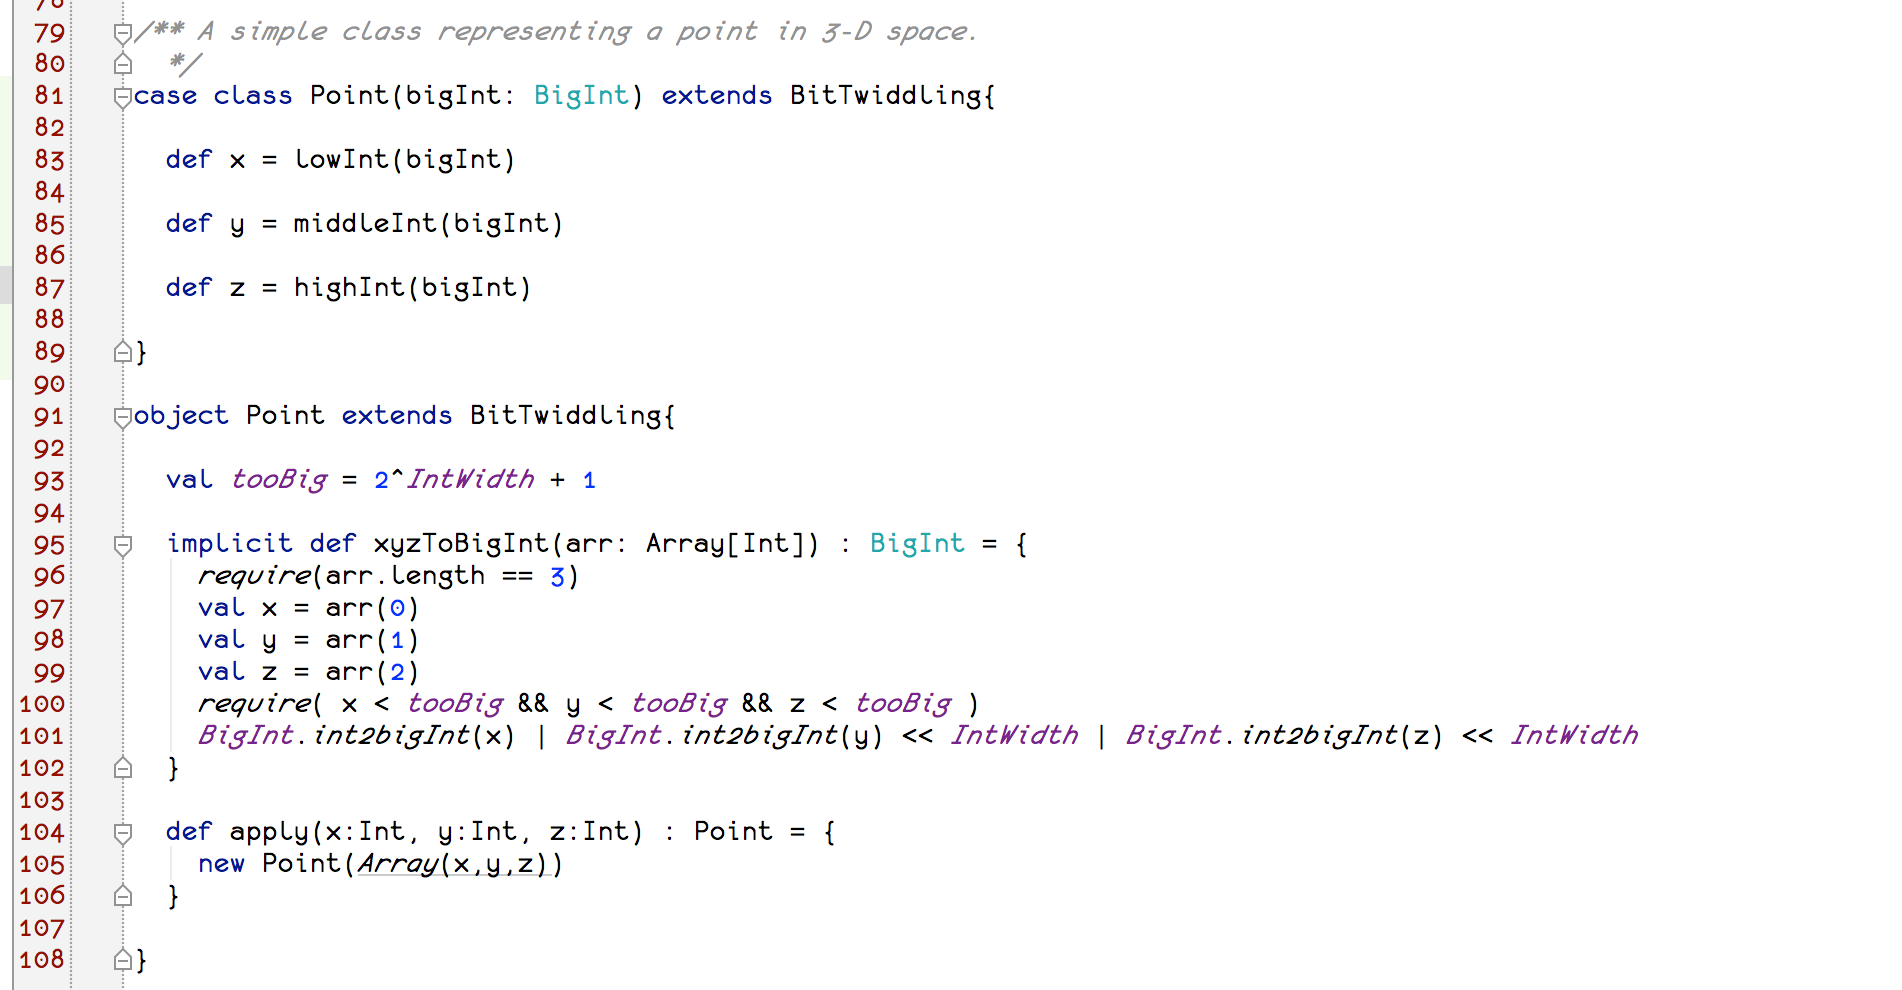 79 /** A simple class representing a point in 3-D space.
80 */
81 case class Point(bigInt: BigInt) extends BitTwiddling{
82
83 def x = lowInt(bigInt)
84
85 def y = middleInt(bigInt)
86
87 def z = highInt(bigInt)
88
89 }
90
91 object Point extends BitTwiddling{
92
93 val tooBig = 2^IntWidth + 1
94
95 implicit def xyzToBigInt(arr: Array[Int]) : BigInt = {
96 require(arr.length == 3)
97 val x = arr(0)
98 val y = arr(1)
99 val z = arr(2)
100 require( x < tooBig && y < tooBig && z < tooBig )
101 BigInt.int2bigInt(x) | BigInt.int2bigInt(y) << IntWidth | BigInt.int2bigInt(z) << IntWidth
102 }
103
104 def apply(x:Int, y:Int, z:Int) : Point = {
105 new Point(Array(x,y,z))
106 }
107
108 }